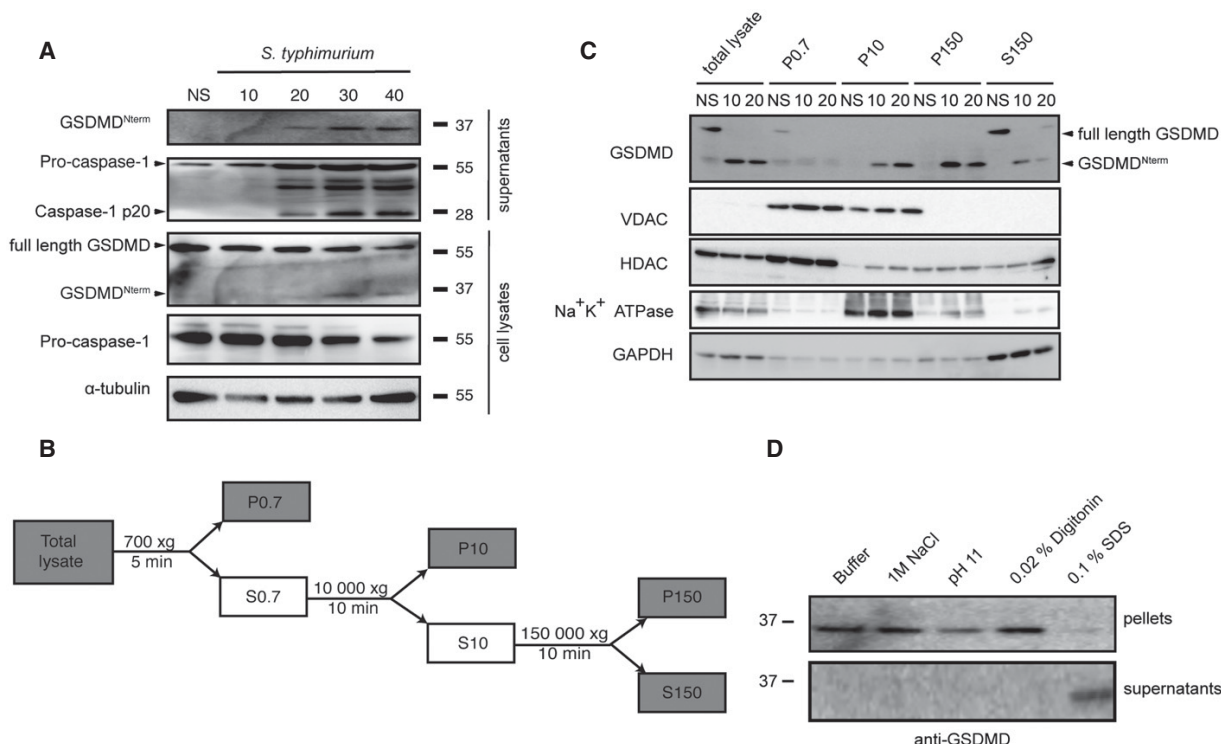 A
S. typhimurium
NS 10 20 30 40
GSDMD^Nterm
37
Pro-caspase-1
55
Caspase-1 p20
28
supernatants
full length GSDMD
55
GSDMD^Nterm
37
Pro-caspase-1
55
α-tubulin
55
cell lysates
C
total lysate P0.7 P10 P150 S150
NS 10 20 NS 10 20 NS 10 20 NS 10 20 NS 10 20
GSDMD
full length GSDMD
GSDMD^Nterm
VDAC
HDAC
Na+K+ ATPase
GAPDH
B
Total
lysate
700 xg
5 min
P0.7
S0.7
10 000 xg
10 min
P10
S10
150 000 xg
10 min
P150
S150
D
Buffer 1M NaCl pH 11 0.02 % Digitonin 0.1 % SDS
37
pellets
37
supernatants
anti-GSDMD